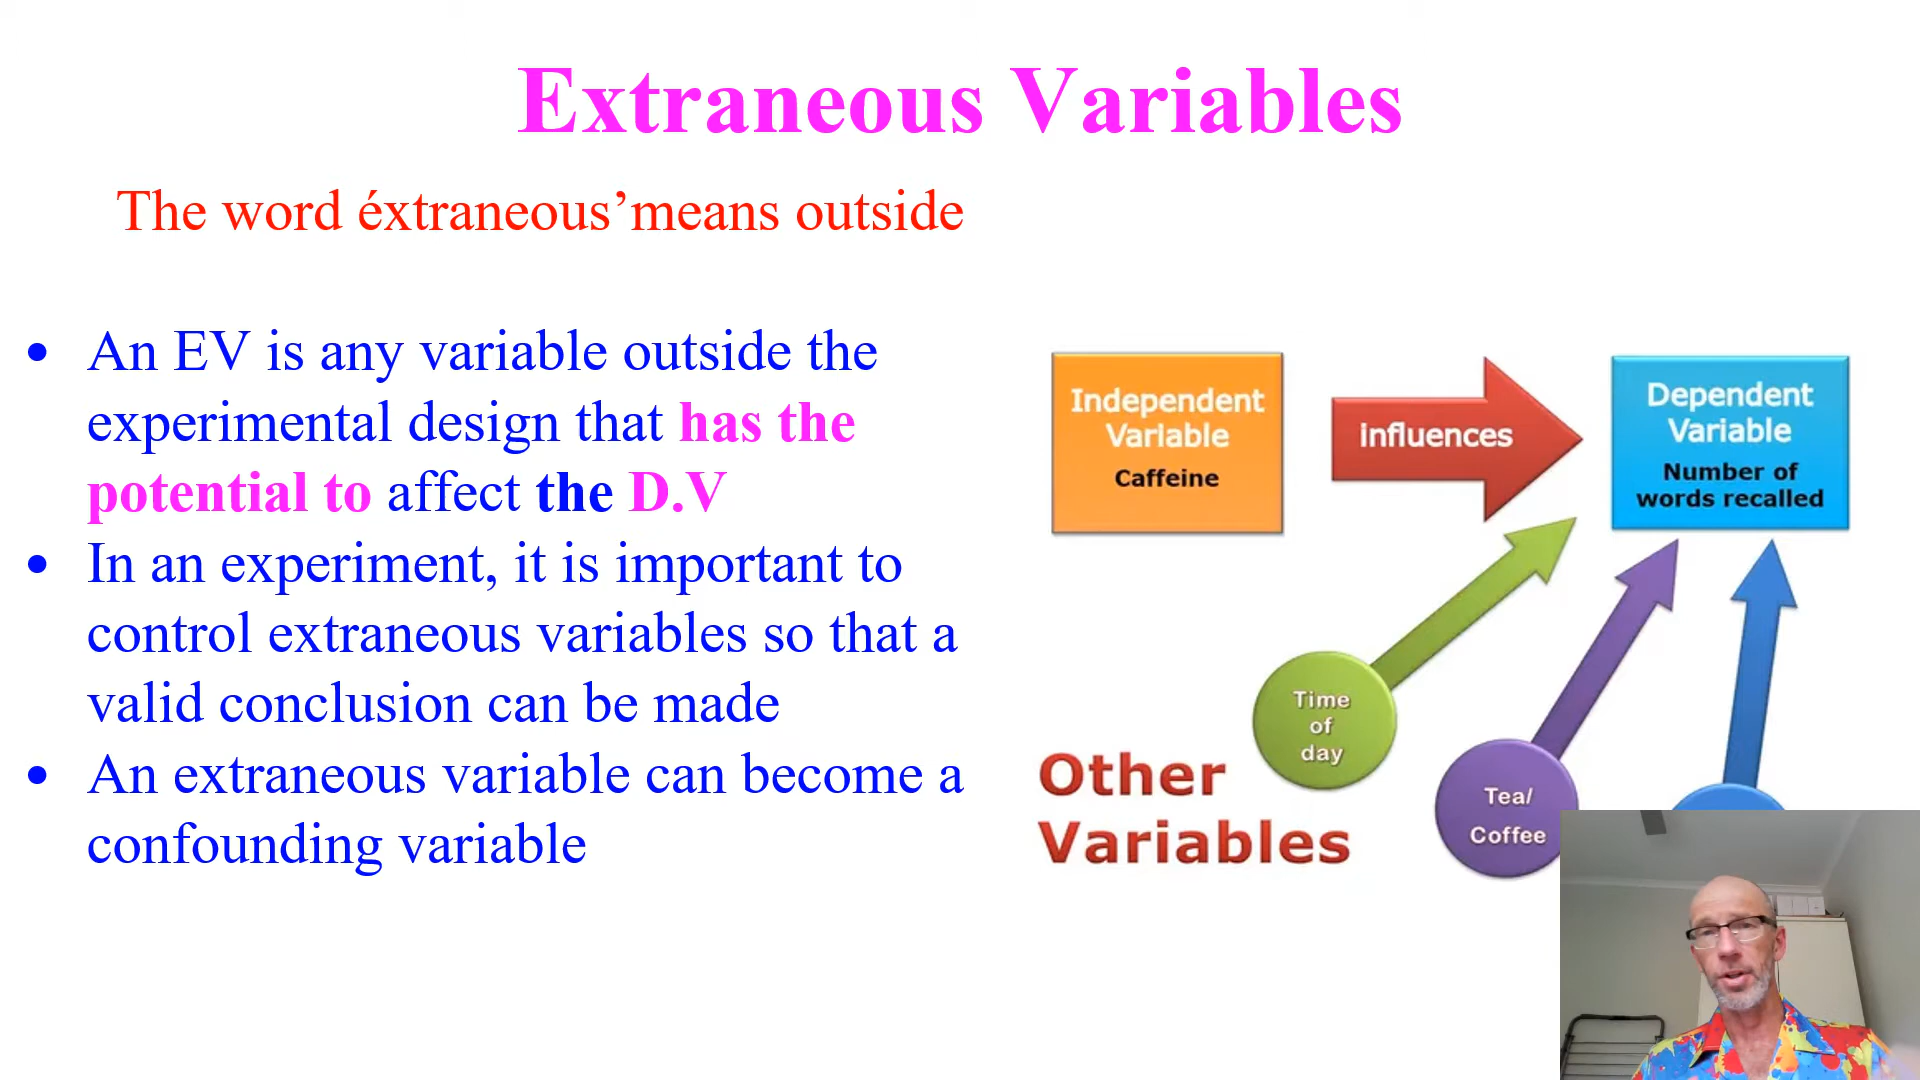 Extraneous Variables
The word éxtraneous’means outside
• An EV is any variable outside the
experimental design that has the
potential to affect the D.V
• In an experiment, it is important to
control extraneous variables so that a
valid conclusion can be made
• An extraneous variable can become a
confounding variable
Independent
Variable
Caffeine
influences
Dependent
Variable
Number of
words recalled
Time
of
day
Tea/
Coffee
Other
Variables